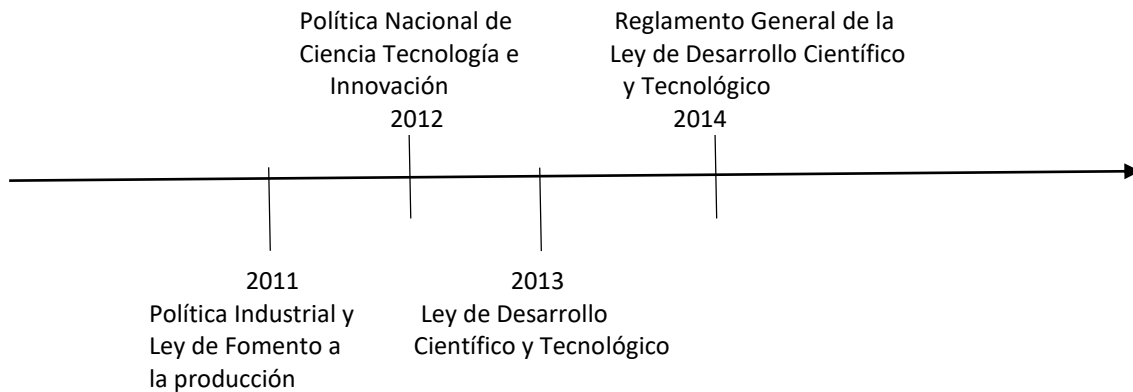 Política Nacional de
Ciencia Tecnología e
Innovación
2012
Reglamento General de la
Ley de Desarrollo Científico
y Tecnológico
2014
2011
Política Industrial y
Ley de Fomento a
la producción
2013
Ley de Desarrollo
Científico y Tecnológico